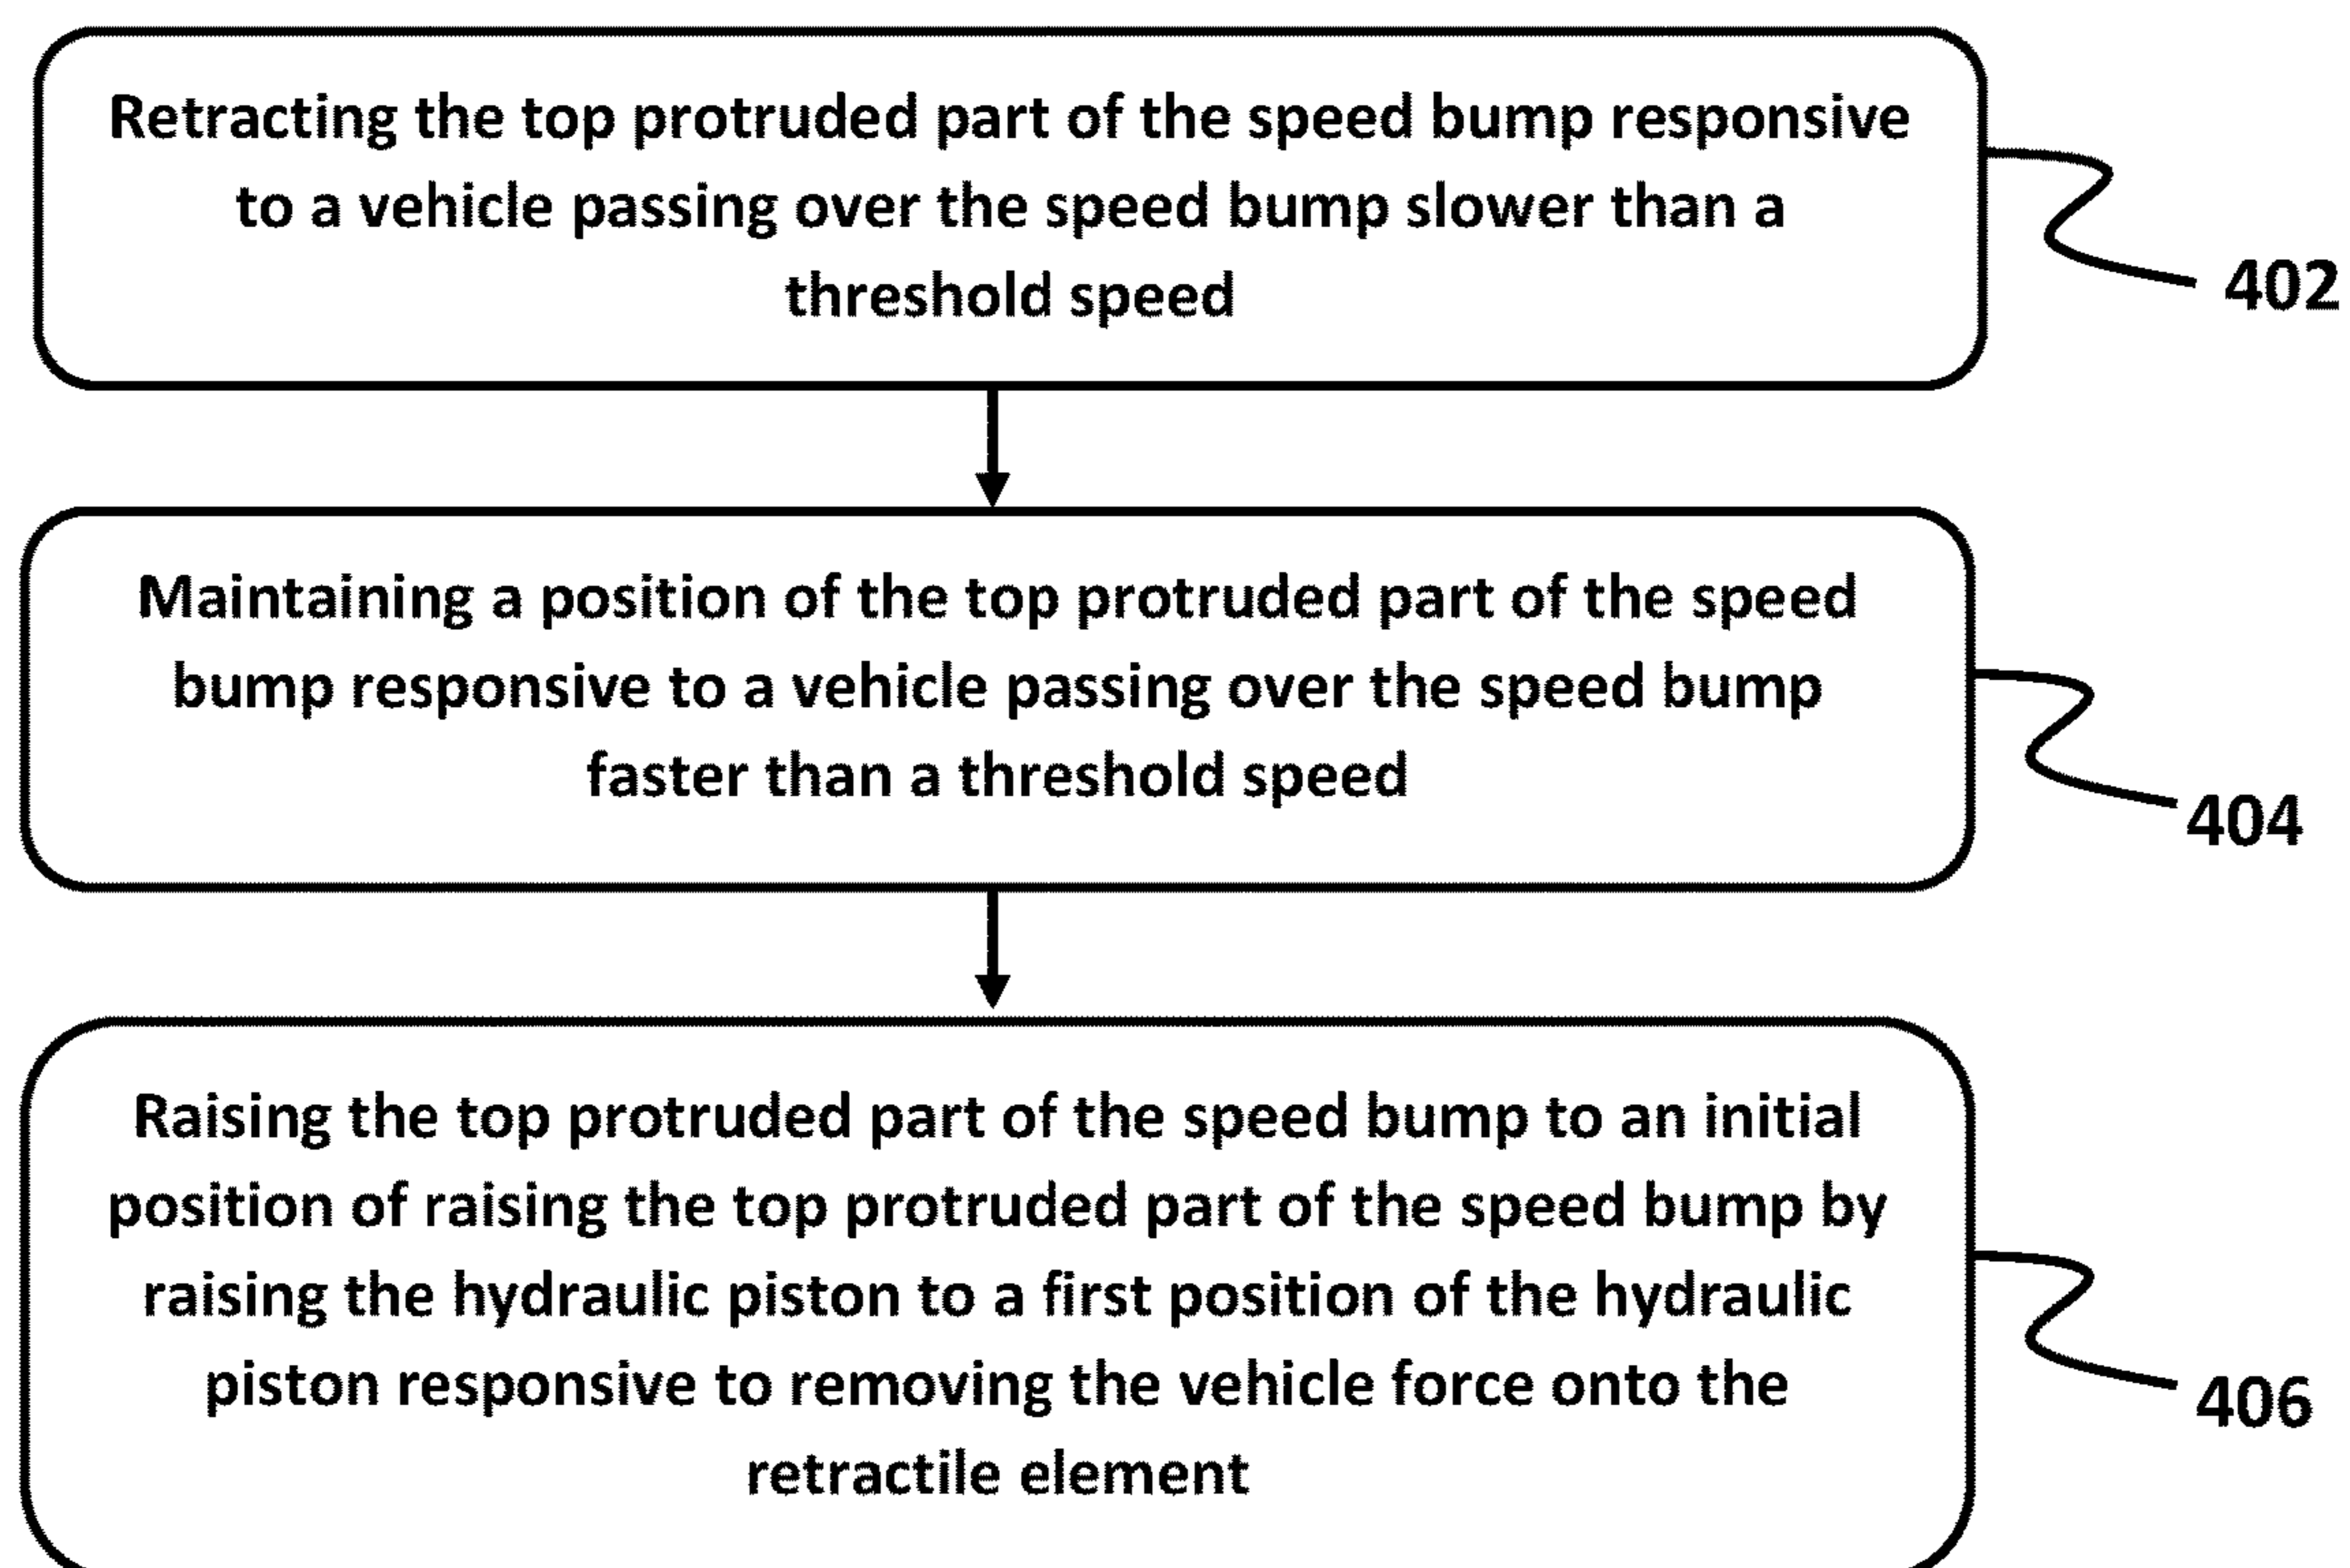 Retracting the top protruded part of the speed bump responsive
to a vehicle passing over the speed bump slower than a
threshold speed
402
Maintaining a position of the top protruded part of the speed
bump responsive to a vehicle passing over the speed bump
faster than a threshold speed
404
Raising the top protruded part of the speed bump to an initial
position of raising the top protruded part of the speed bump by
raising the hydraulic piston to a first position of the hydraulic
piston responsive to removing the vehicle force onto the
retractile element
406